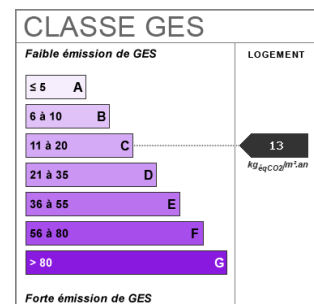 CLASSE GES
Faible émission de GES
LOGEMENT
≤ 5 A
6 à 10 B
11 à 20 C
13
kgéqCO2/m².an
21 à 35 D
36 à 55 E
56 à 80 F
> 80 G
Forte émission de GES